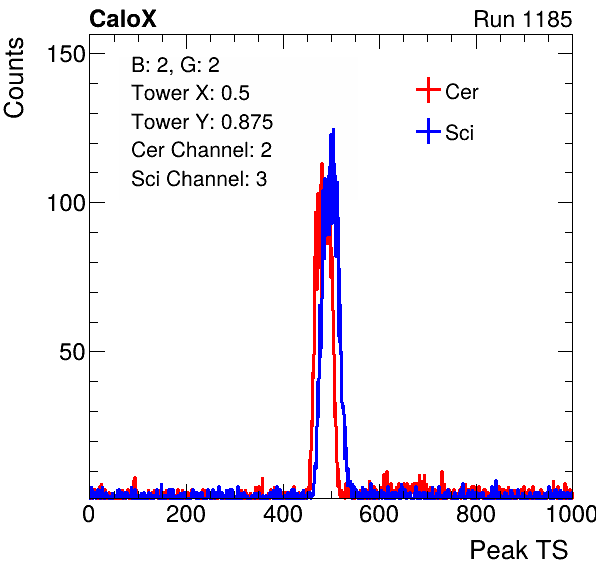 CaloX
Run 1185
Counts
150
100
50
B: 2, G: 2
Tower X: 0.5
Tower Y: 0.875
Cer Channel: 2
Sci Channel: 3
Cer
Sci
0 200 400 600 800 1000
Peak TS